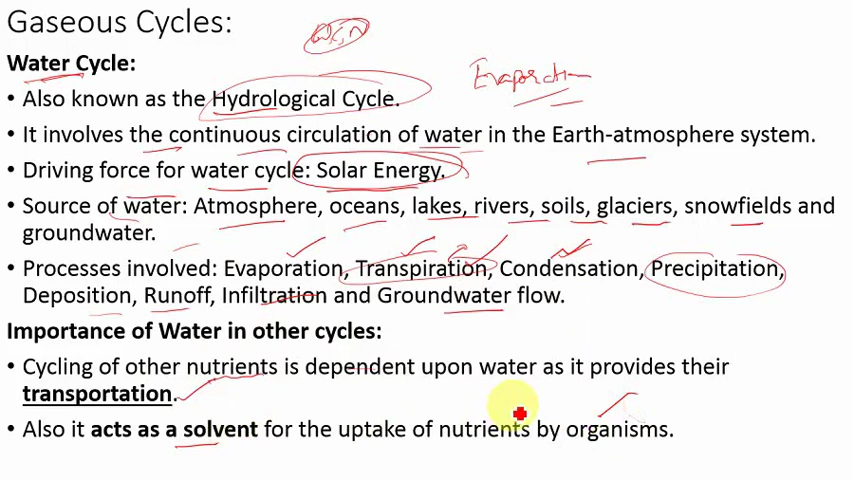 Gaseous Cycles:
Water Cycle:
Evaporation
• Also known as the Hydrological Cycle.
• It involves the continuous circulation of water in the Earth-atmosphere system.
• Driving force for water cycle: Solar Energy.
• Source of water: Atmosphere, oceans, lakes, rivers, soils, glaciers, snowfields and
groundwater.
• Processes involved: Evaporation, Transpiration, Condensation, Precipitation,
Deposition, Runoff, Infiltration and Groundwater flow.
Importance of Water in other cycles:
• Cycling of other nutrients is dependent upon water as it provides their
transportation.
• Also it acts as a solvent for the uptake of nutrients by organisms.